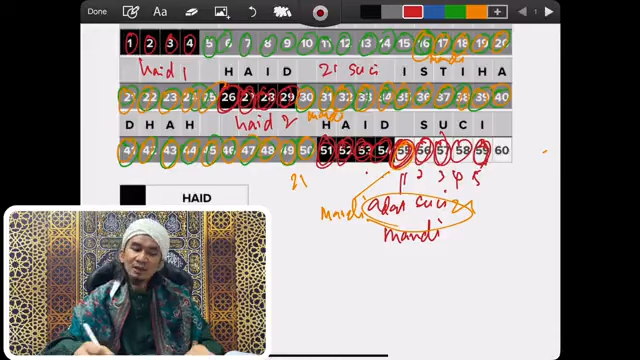 Done
1
1 2 3 4 5 6 7 8 9 10 11 12 13 14 15 16 17 18 19 20
mandi
haid 1 H A I D 21 suci I S T I H A
21 22 23 24 25 26 27 28 29 30 31 32 33 34 35 36 37 38 39 40
mandi
D H A H haid 2 H A I D S U C I
41 42 43 44 45 46 47 48 49 50 51 52 53 54 55 56 57 58 59 60
21 1 2 3 4 5
HAID
mandi adat suci 21
mandi